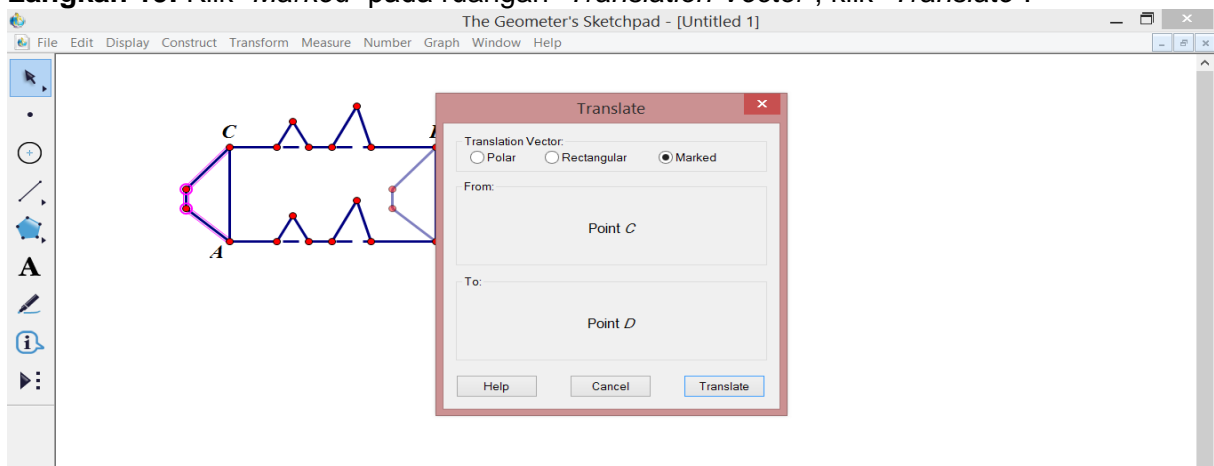 The Geometer's Sketchpad - [Untitled 1]
File Edit Display Construct Transform Measure Number Graph Window Help
Translate
Translation Vector:
Polar Rectangular Marked
From:
Point C
To:
Point D
Help Cancel Translate
C
A
A